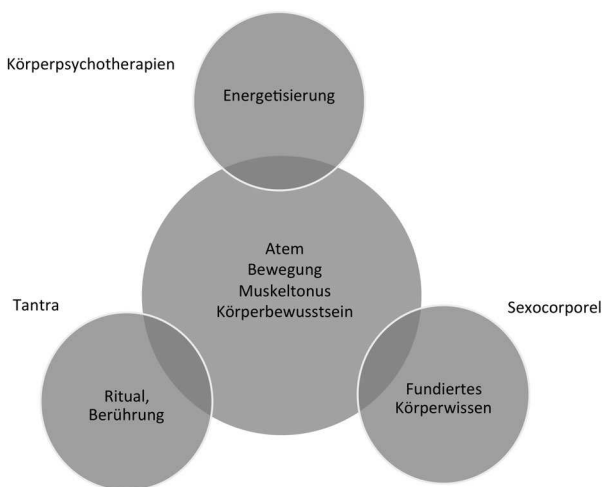 Körperpsychotherapien
Energetisierung
Atem
Bewegung
Muskeltonus
Körperbewusstsein
Tantra
Sexocorporel
Ritual,
Berührung
Fundiertes
Körperwissen